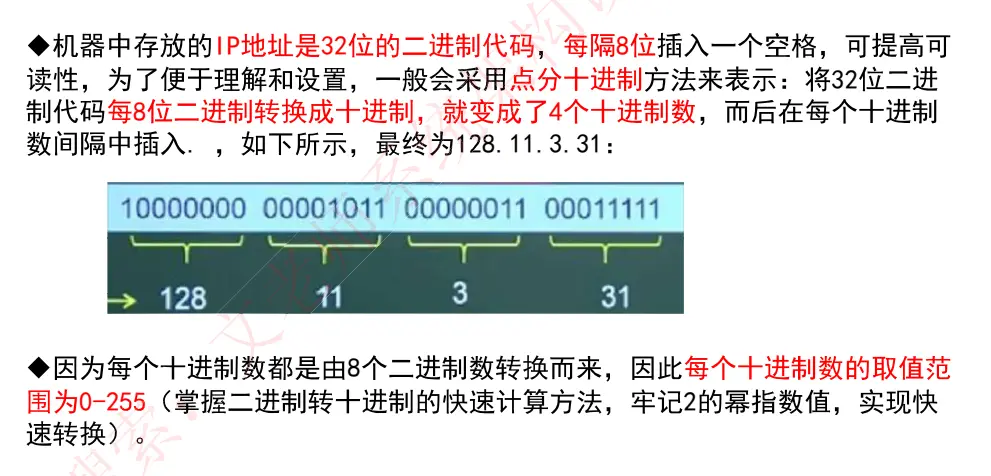 ◆机器中存放的IP地址是32位的二进制代码，每隔8位插入一个空格，可提高可
读性，为了便于理解和设置，一般会采用点分十进制方法来表示：将32位二进
制代码每8位二进制转换成十进制，就变成了4个十进制数，而后在每个十进制
数间隔中插入. ，如下所示，最终为128.11.3.31：
10000000 00001011 00000011 00011111
128 11 3 31
◆因为每个十进制数都是由8个二进制数转换而来，因此每个十进制数的取值范
围为0-255（掌握二进制转十进制的快速计算方法，牢记2的幂指数值，实现快
速转换）。